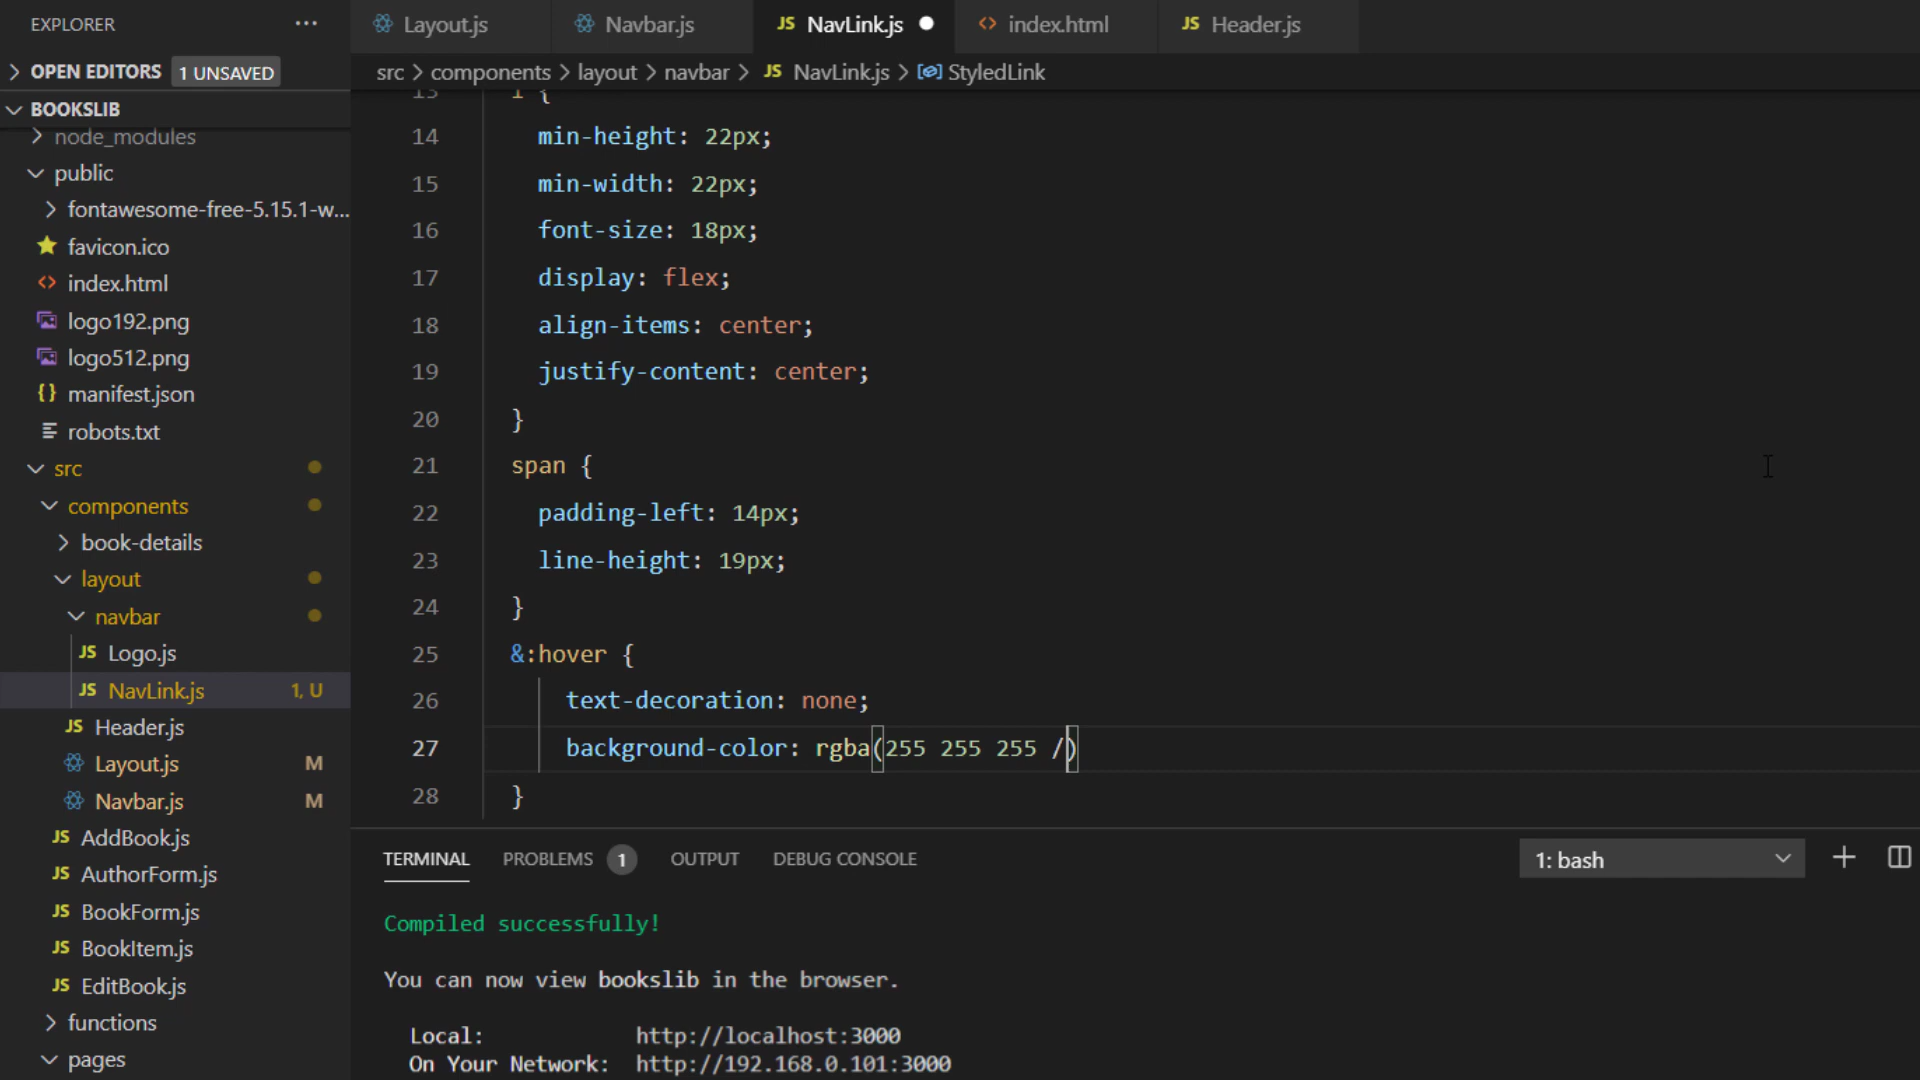 EXPLORER
OPEN EDITORS 1 UNSAVED
BOOKSLIB
node_modules
public
fontawesome-free-5.15.1-w...
favicon.ico
index.html
logo192.png
logo512.png
manifest.json
robots.txt
src
components
book-details
layout
navbar
JS Logo.js
JS NavLink.js 1, U
JS Header.js
Layout.js M
Navbar.js M
JS AddBook.js
JS AuthorForm.js
JS BookForm.js
JS BookItem.js
JS EditBook.js
functions
pages
Layout.js
Navbar.js
JS NavLink.js
index.html
JS Header.js
src > components > layout > navbar > JS NavLink.js > StyledLink
13 i {
14 min-height: 22px;
15 min-width: 22px;
16 font-size: 18px;
17 display: flex;
18 align-items: center;
19 justify-content: center;
20 }
21 span {
22 padding-left: 14px;
23 line-height: 19px;
24 }
25 &:hover {
26 text-decoration: none;
27 background-color: rgba(255 255 255 /)
28 }
TERMINAL PROBLEMS 1 OUTPUT DEBUG CONSOLE 1: bash
Compiled successfully!
You can now view bookslib in the browser.
Local: http://localhost:3000
On Your Network: http://192.168.0.101:3000